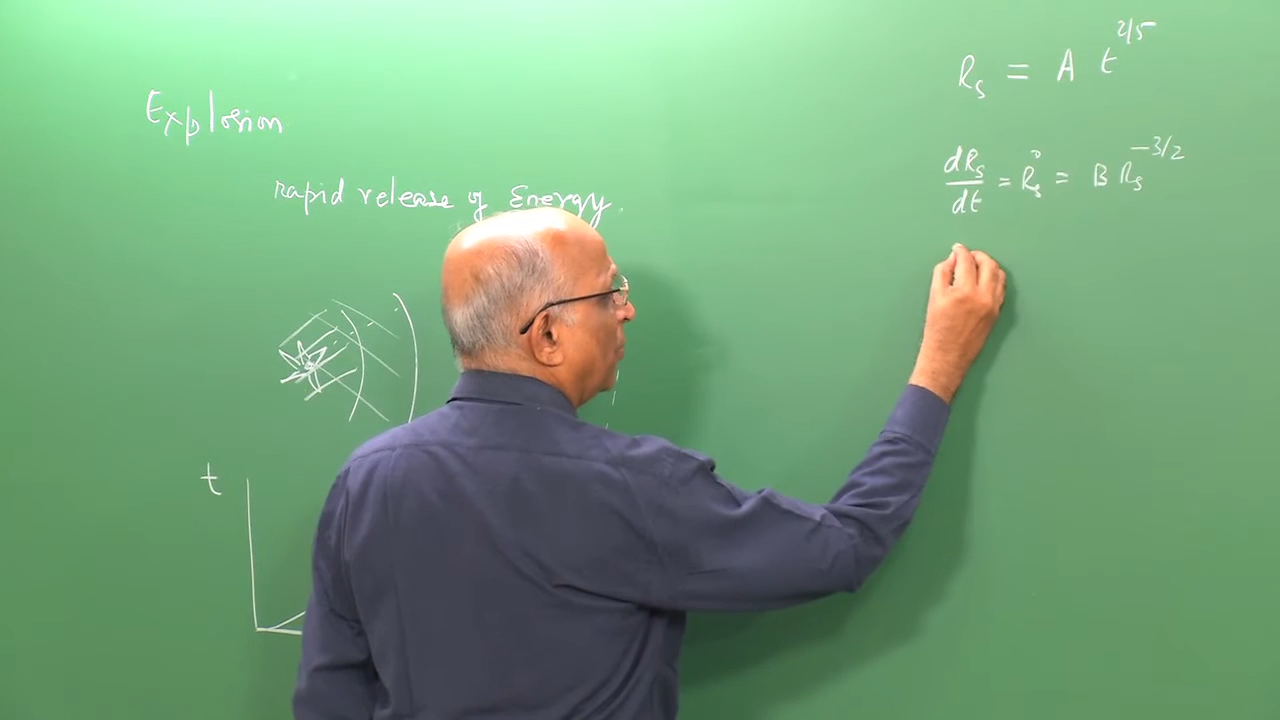 Explosion
rapid release of Energy.
t
R_s = A t^{2/5}
dR_s/dt = Ṙ_s = B R_s^{-3/2}